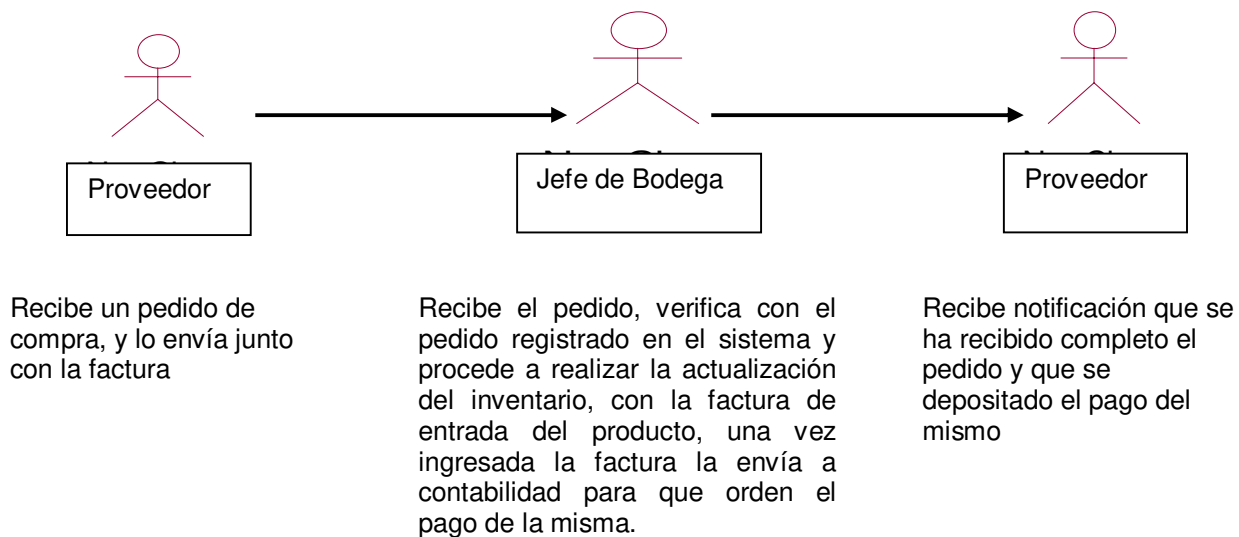 Proveedor
Jefe de Bodega
Proveedor
Recibe un pedido de
compra, y lo envía junto
con la factura
Recibe el pedido, verifica con el
pedido registrado en el sistema y
procede a realizar la actualización
del inventario, con la factura de
entrada del producto, una vez
ingresada la factura la envía a
contabilidad para que orden el
pago de la misma.
Recibe notificación que se
ha recibido completo el
pedido y que se
depositado el pago del
mismo